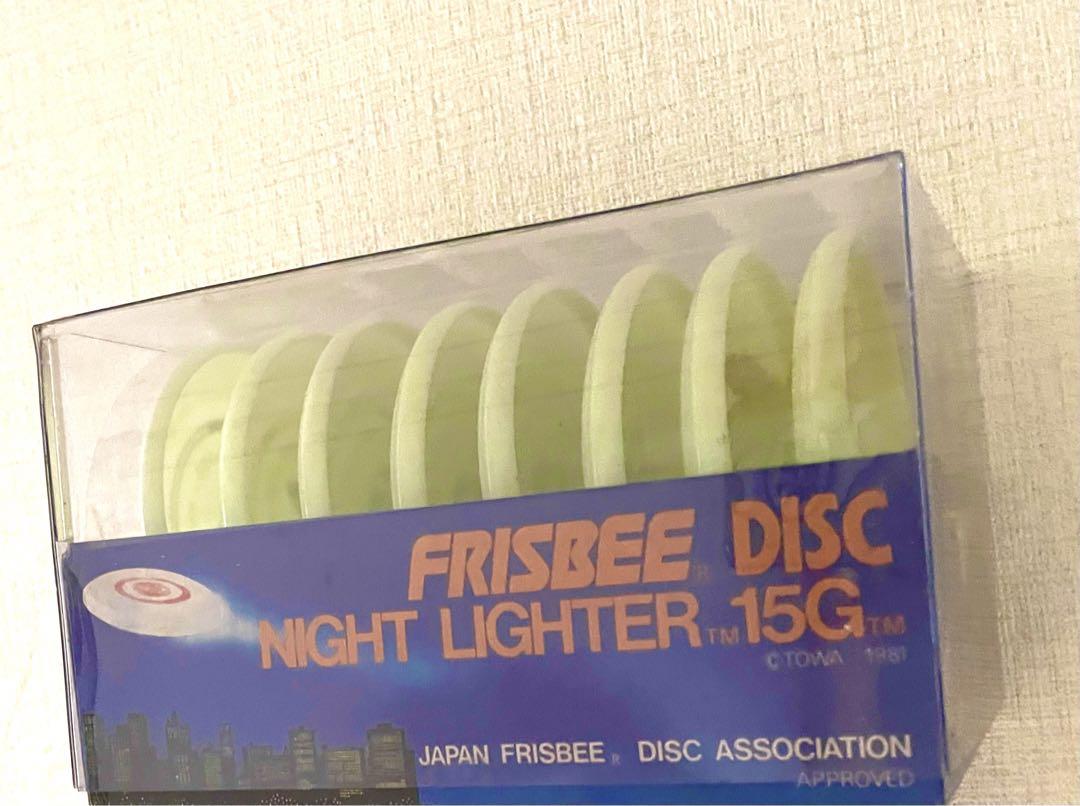 FRISBEE® DISC
NIGHT LIGHTER™ 15G™
© TOWA 1981
JAPAN FRISBEE® DISC ASSOCIATION
APPROVED